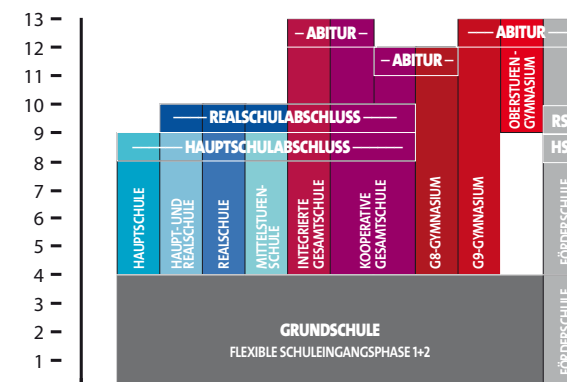 13
12
11
10
9
8
7
6
5
4
3
2
1
– ABITUR –
– ABITUR –
ABITUR
REALSCHULABSCHLUSS
HAUPTSCHULABSCHLUSS
RS
HS
HAUPTSCHULE
HAUPT- UND
REALSCHULE
REALSCHULE
MITTELSTUFEN-
SCHULE
INTEGRIERTE
GESAMTSCHULE
KOOPERATIVE
GESAMTSCHULE
G8-GYMNASIUM
G9-GYMNASIUM
OBERSTUFEN-
GYMNASIUM
FÖRDERSCHULE
GRUNDSCHULE
FLEXIBLE SCHULEINGANGSPHASE 1+2
FÖRDERSCHULE